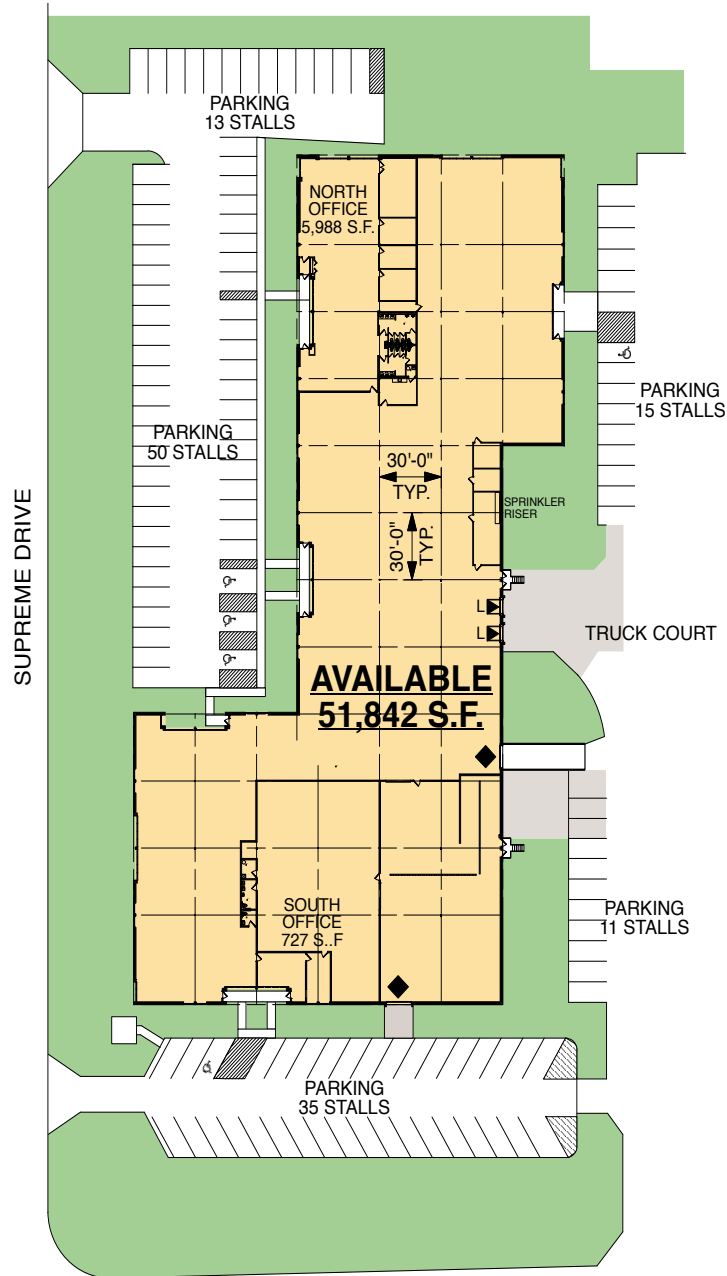 PARKING
13 STALLS
NORTH
OFFICE
5,988 S.F.
PARKING
15 STALLS
PARKING
50 STALLS
30'-0"
TYP.
SPRINKLER
RISER
30'-0"
TYP.
SUPREME DRIVE
L
L
TRUCK COURT
AVAILABLE
51,842 S.F.
SOUTH
OFFICE
727 S..F
PARKING
11 STALLS
PARKING
35 STALLS